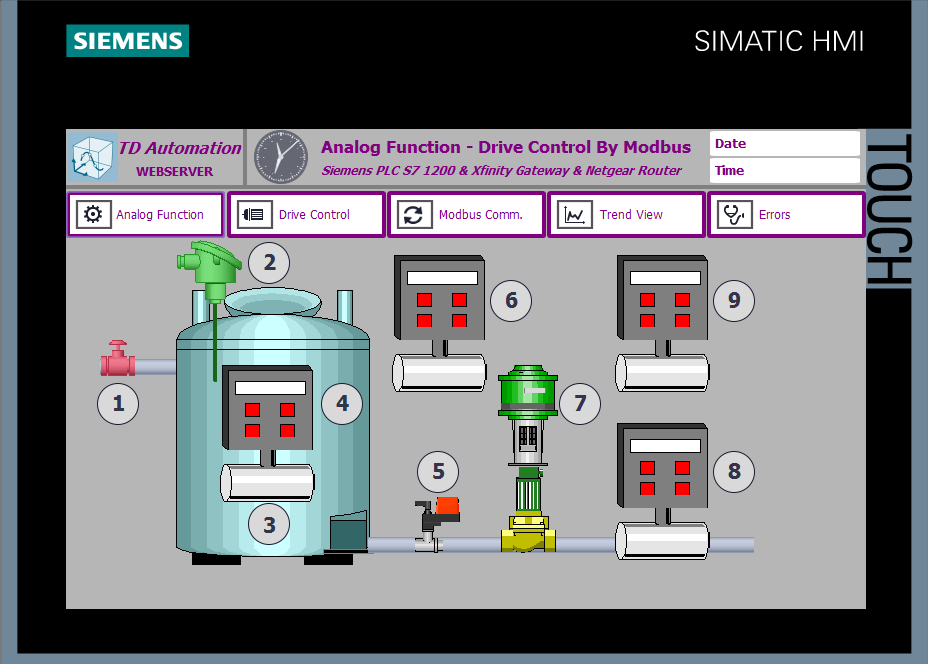 SIEMENS
SIMATIC HMI
TOUCH
TD Automation
WEBSERVER
Analog Function - Drive Control By Modbus
Siemens PLC S7 1200 & Xfinity Gateway & Netgear Router
Date
Time
Analog Function
Drive Control
Modbus Comm.
Trend View
Errors
2
6
9
1
4
7
5
8
3